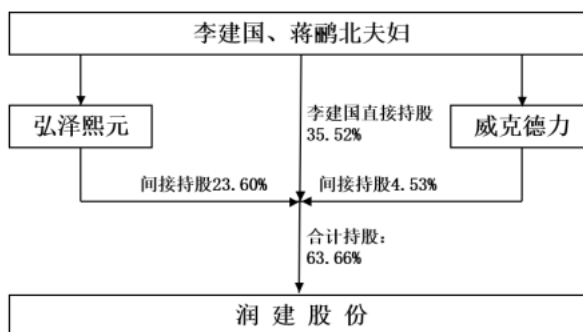 李建国、蒋鹂北夫妇
弘泽熙元
李建国直接持股
35.52%
威克德力
间接持股23.60%
间接持股4.53%
合计持股:
63.66%
润建股份